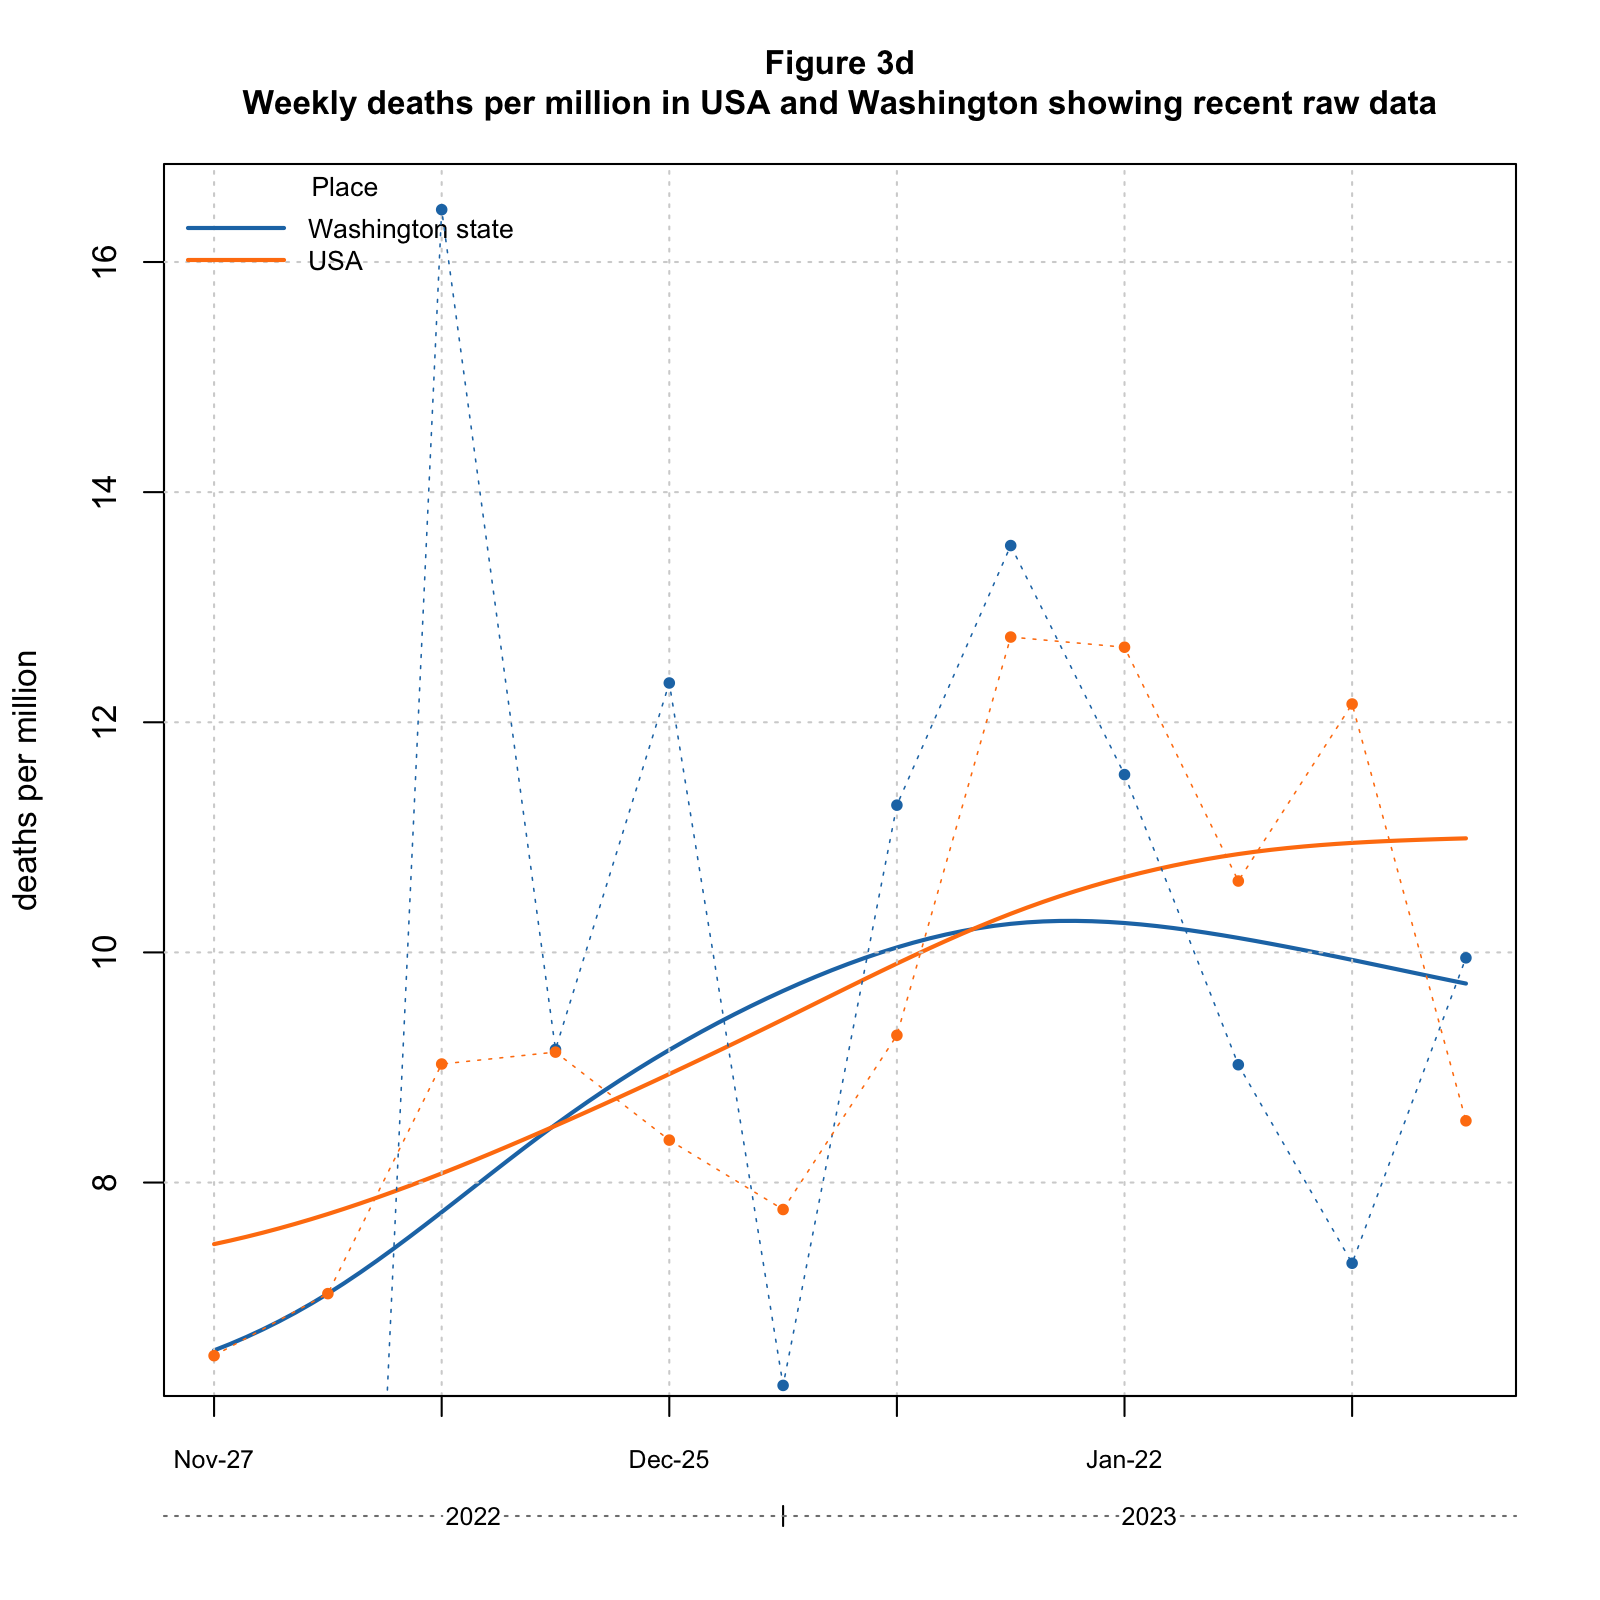 Figure 3d
Weekly deaths per million in USA and Washington showing recent raw data
Place
Washington state
USA
deaths per million
16
14
12
10
8
Nov-27 Dec-25 Jan-22
2022 2023